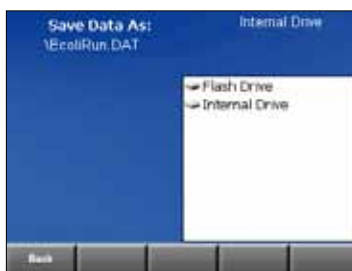 Save Data As:
\EcoliRun.DAT
Internal Drive
Flash Drive
Internal Drive
Back